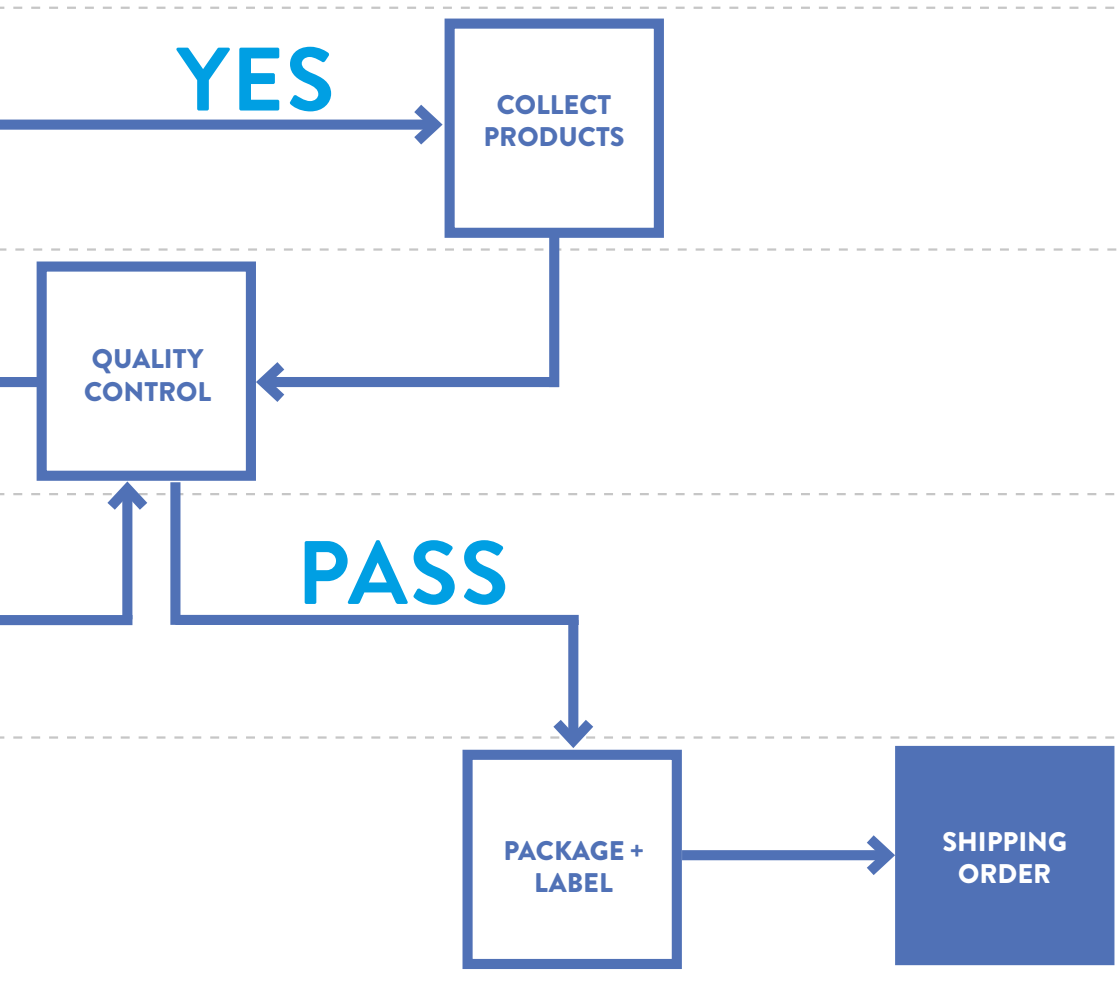 YES
COLLECT
PRODUCTS
QUALITY
CONTROL
PASS
PACKAGE +
LABEL
SHIPPING
ORDER